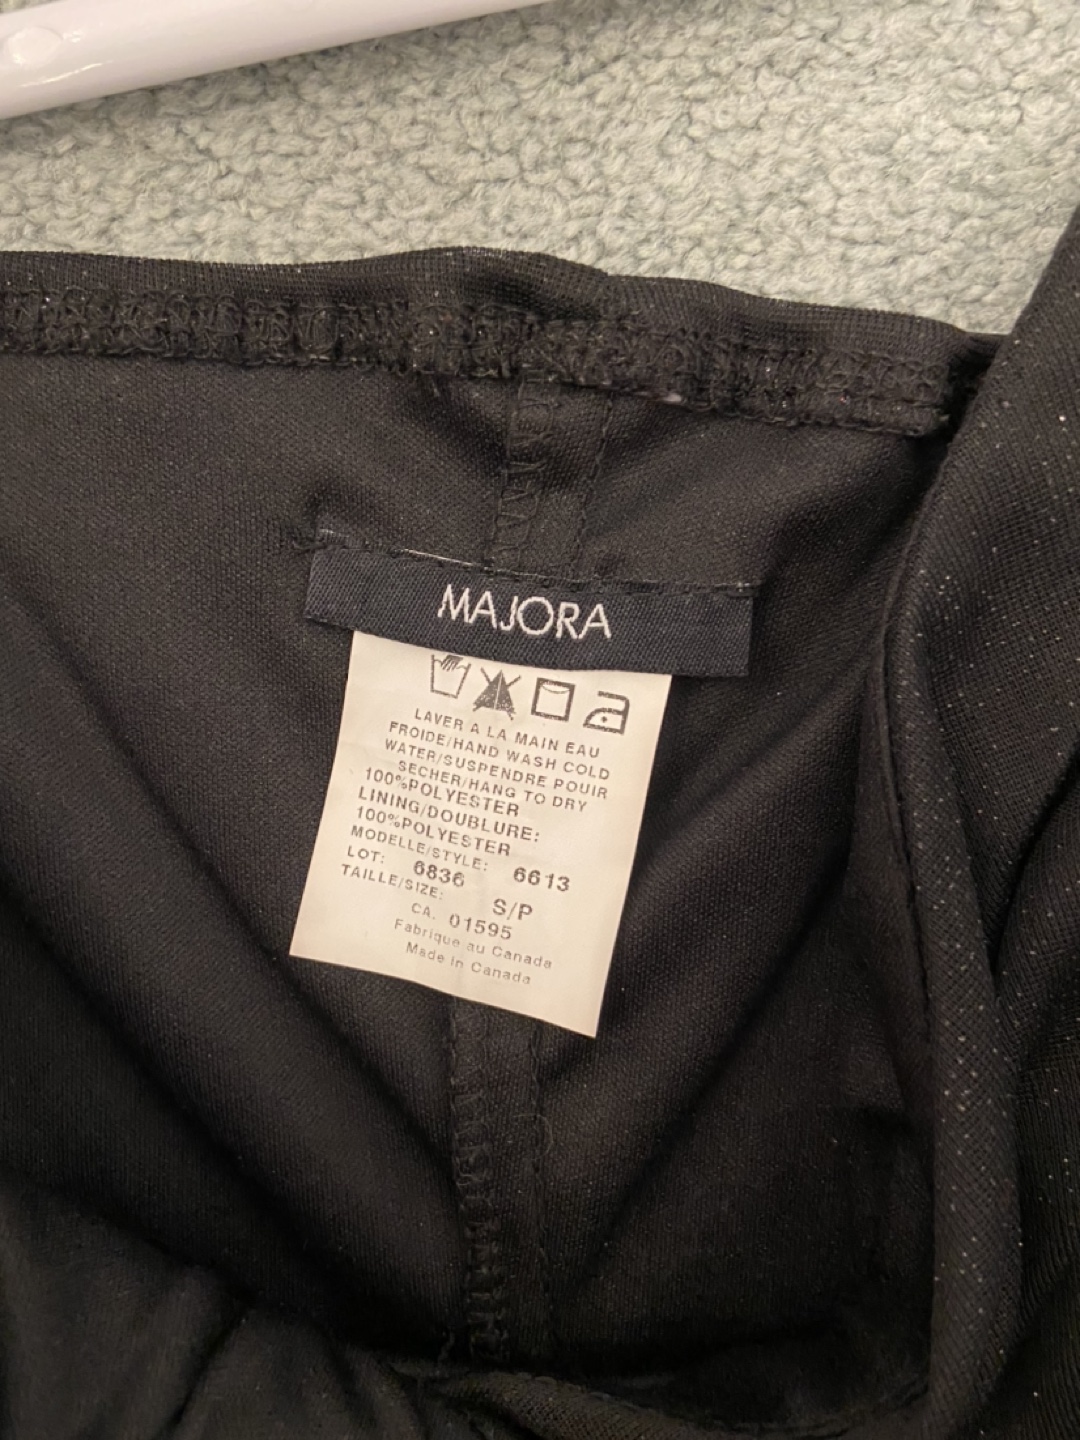 MAJORA
LAVER A LA MAIN EAU
FROIDE/HAND WASH COLD
WATER/SUSPENDRE POUIR
SECHER/HANG TO DRY
100%POLYESTER
LINING/DOUBLURE:
100%POLYESTER
MODELLE/STYLE: 6613
LOT: 6836
TAILLE/SIZE: S/P
CA. 01595
Fabrique au Canada
Made in Canada